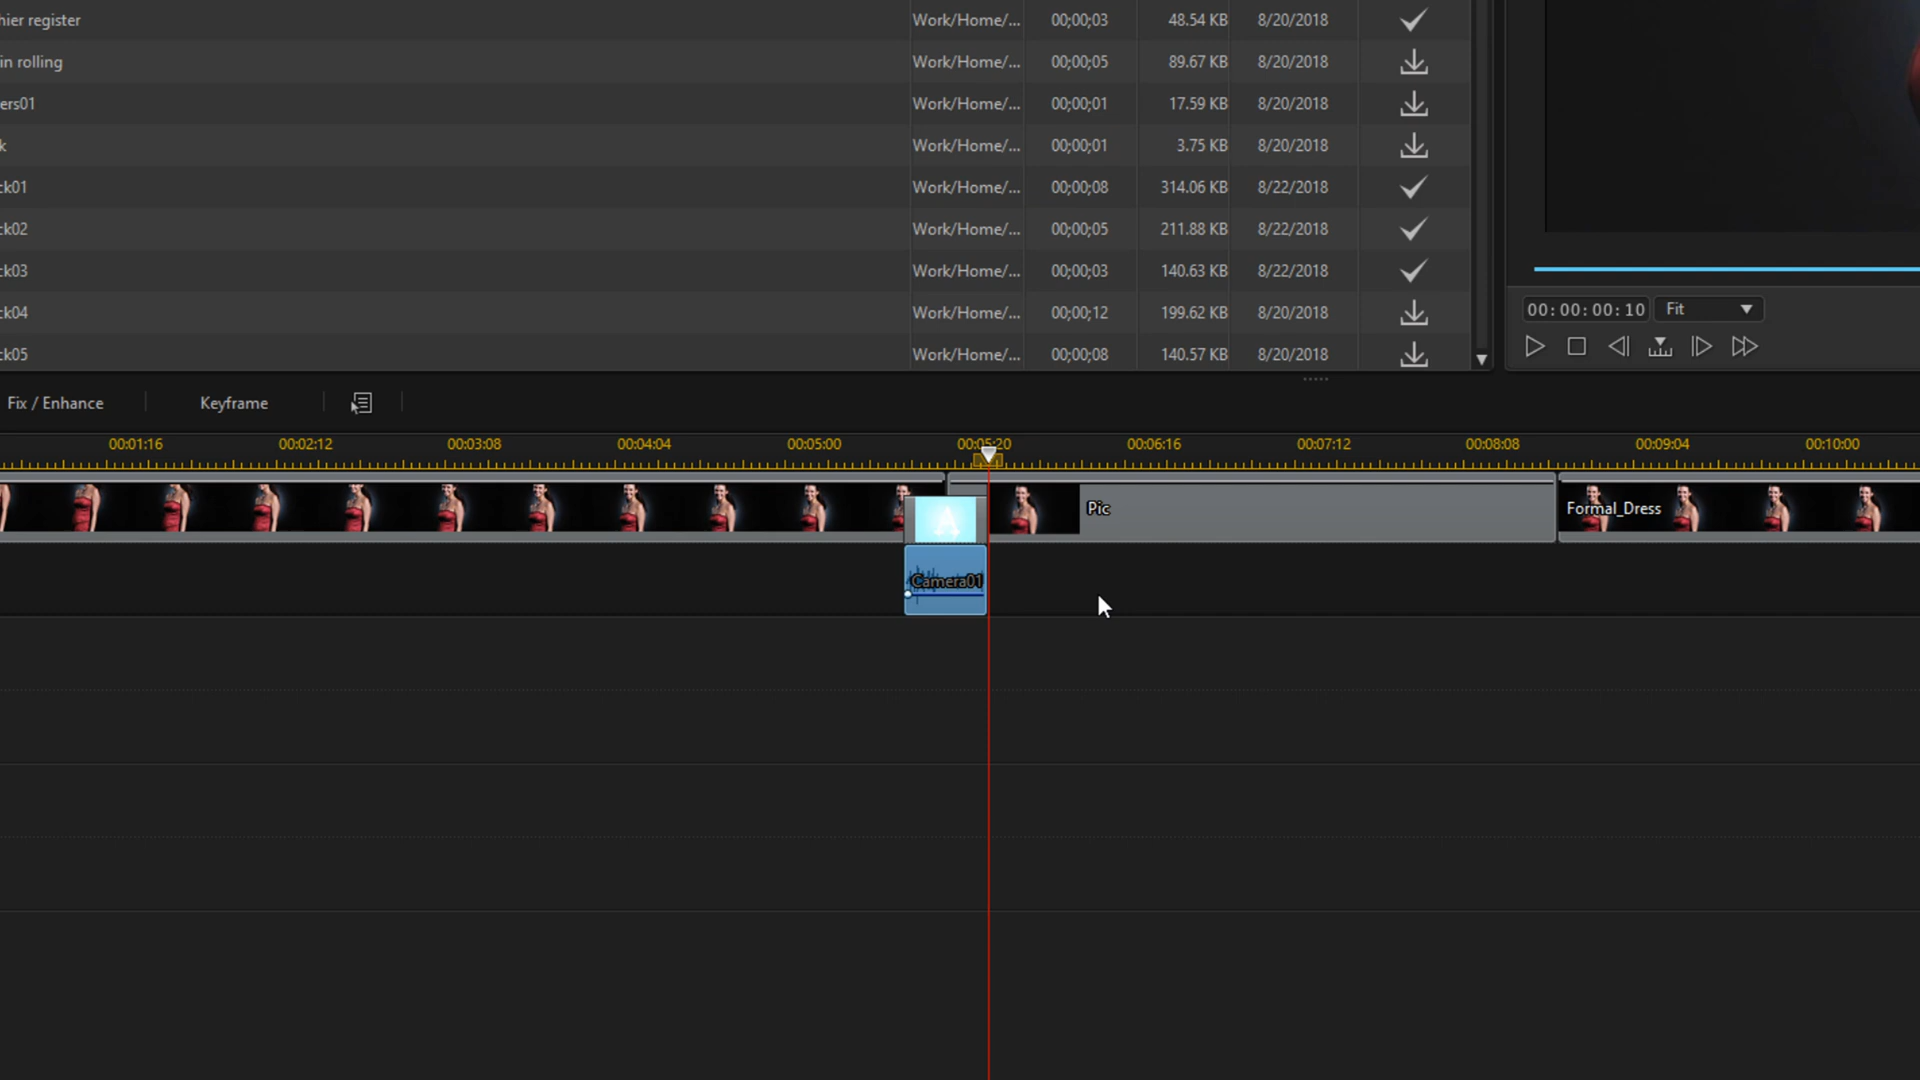 hier register Work/Home/... 00;00;03 48.54 KB 8/20/2018
in rolling Work/Home/... 00;00;05 89.67 KB 8/20/2018
ers01 Work/Home/... 00;00;01 17.59 KB 8/20/2018
k Work/Home/... 00;00;01 3.75 KB 8/20/2018
ck01 Work/Home/... 00;00;08 314.06 KB 8/22/2018
ck02 Work/Home/... 00;00;05 211.88 KB 8/22/2018
ck03 Work/Home/... 00;00;03 140.63 KB 8/22/2018
ck04 Work/Home/... 00;00;12 199.62 KB 8/20/2018
ck05 Work/Home/... 00;00;08 140.57 KB 8/20/2018
00:00:00:10 Fit
Fix / Enhance Keyframe
00:01:16 00:02:12 00:03:08 00:04:04 00:05:00 00:05:20 00:06:16 00:07:12 00:08:08 00:09:04 00:10:00
Pic Formal_Dress
A
Camera01